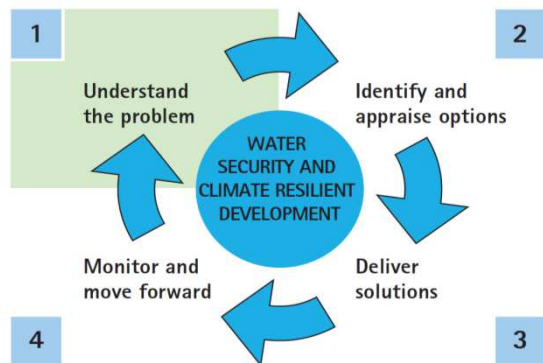 1
2
Understand
the problem
Identify and
appraise options
WATER
SECURITY AND
CLIMATE RESILIENT
DEVELOPMENT
Monitor and
move forward
Deliver
solutions
4
3